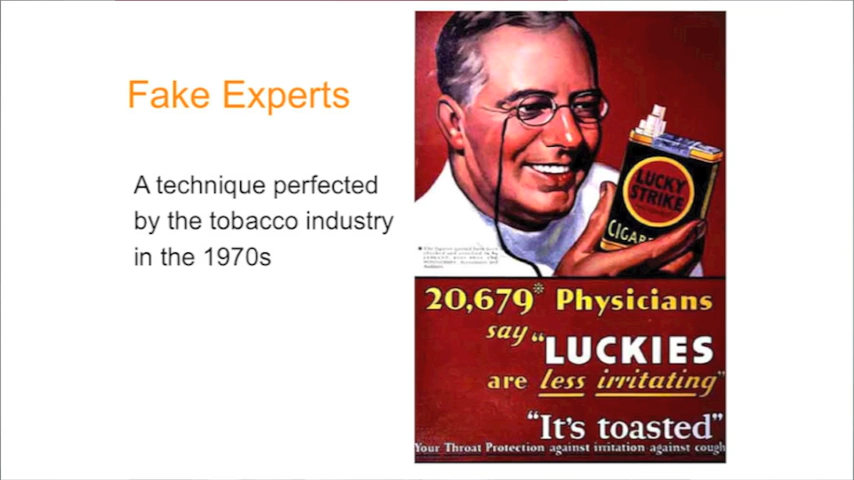 Fake Experts
A technique perfected
by the tobacco industry
in the 1970s
LUCKY
STRIKE
CIGAR
20,679* Physicians
say "LUCKIES
are less irritating"
"It's toasted"
Your Throat Protection against irritation against cough